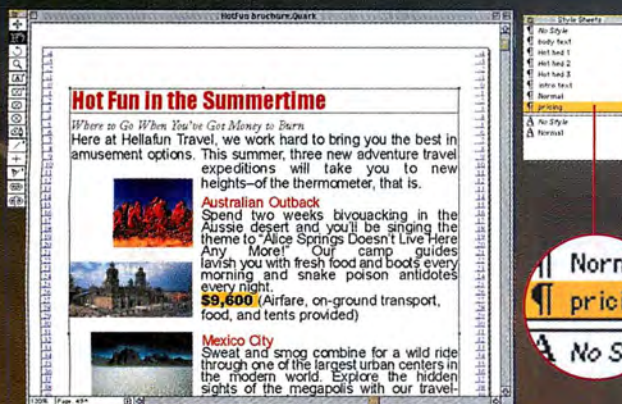 HotFun brochure.Quark
Hot Fun in the Summertime
Where to Go When You've Got Money to Burn
Here at Hellafun Travel, we work hard to bring you the best in
amusement options. This summer, three new adventure travel
expeditions will take you to new
heights–of the thermometer, that is.
Australian Outback
Spend two weeks bivouacking in the
Aussie desert and you'll be singing the
theme to "Alice Springs Doesn't Live Here
Any More!" Our camp guides
lavish you with fresh food and boots every
morning and snake poison antidotes
every night.
$9,600 (Airfare, on-ground transport,
food, and tents provided)
Mexico City
Sweat and smog combine for a wild ride
through one of the largest urban centers in
the modern world. Explore the hidden
sights of the megapolis with our travel-
120% Page 49*
Style Sheets
No Style
body text
Hot hed 1
Hot hed 2
Hot hed 3
intro text
Normal
pricing
A No Style
A Normal
Norm
prici
A No S